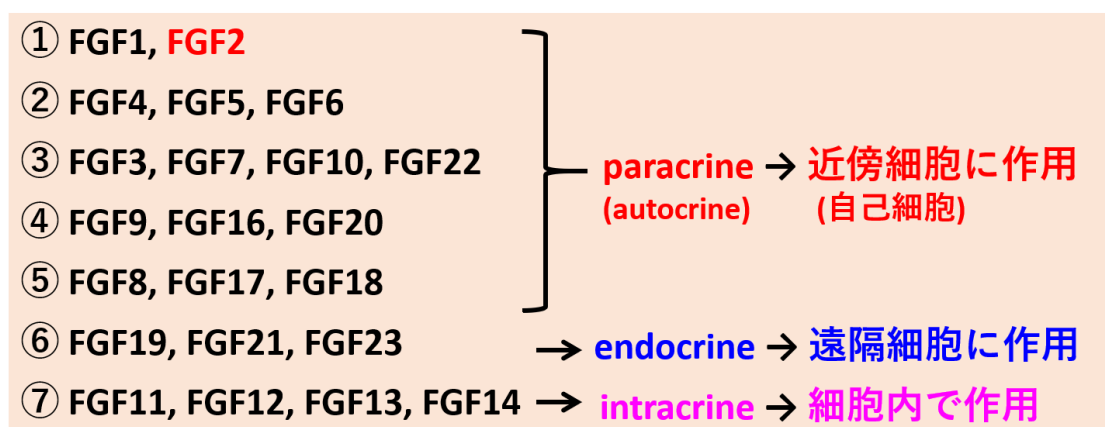 ① FGF1, FGF2
② FGF4, FGF5, FGF6
③ FGF3, FGF7, FGF10, FGF22
④ FGF9, FGF16, FGF20
⑤ FGF8, FGF17, FGF18
paracrine → 近傍細胞に作用
(autocrine) (自己細胞)
⑥ FGF19, FGF21, FGF23 → endocrine → 遠隔細胞に作用
⑦ FGF11, FGF12, FGF13, FGF14 → intracrine → 細胞内で作用